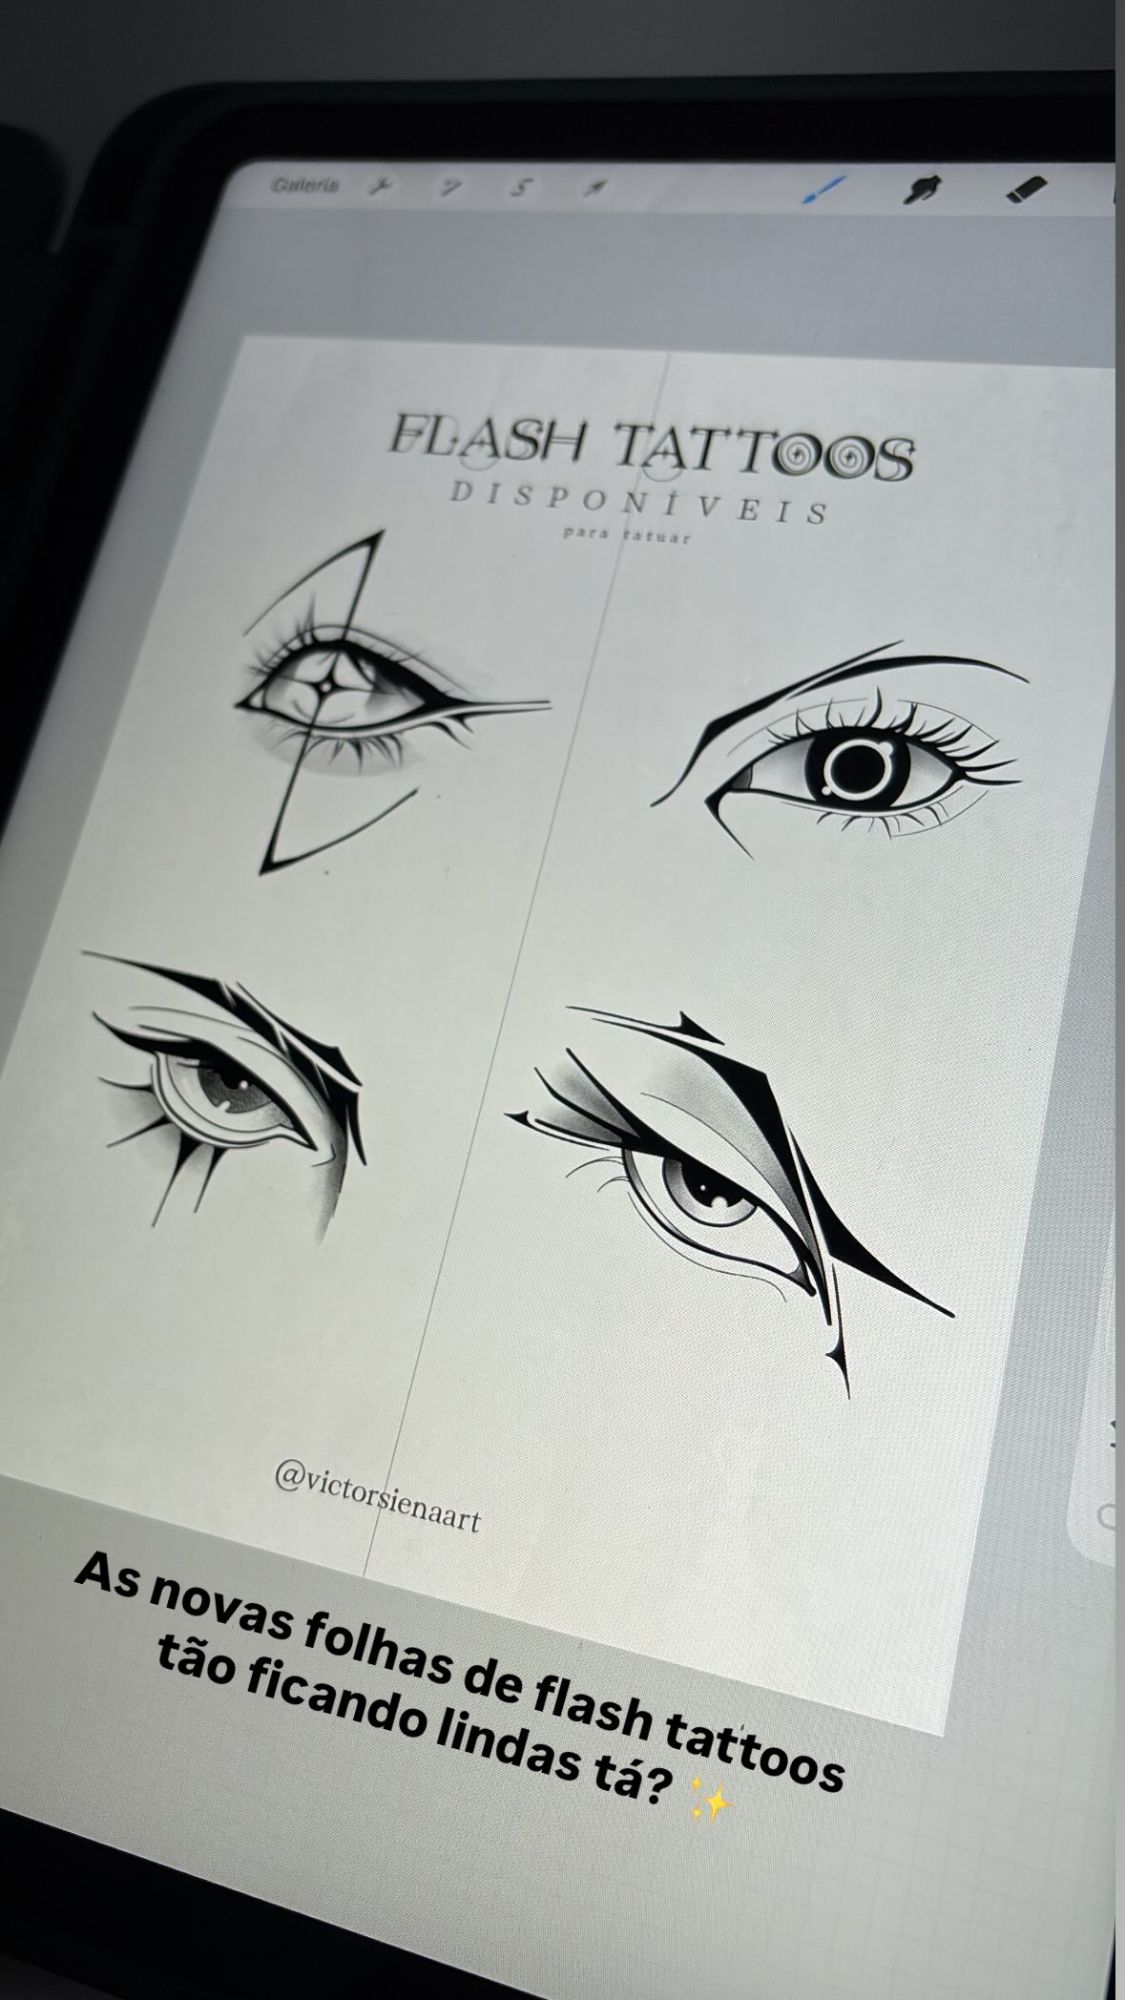 Galeria
FLASH TATTOOS
DISPONÍVEIS
para tatuar
@victorsienaart
As novas folhas de flash tattoos
tão ficando lindas tá? ✨